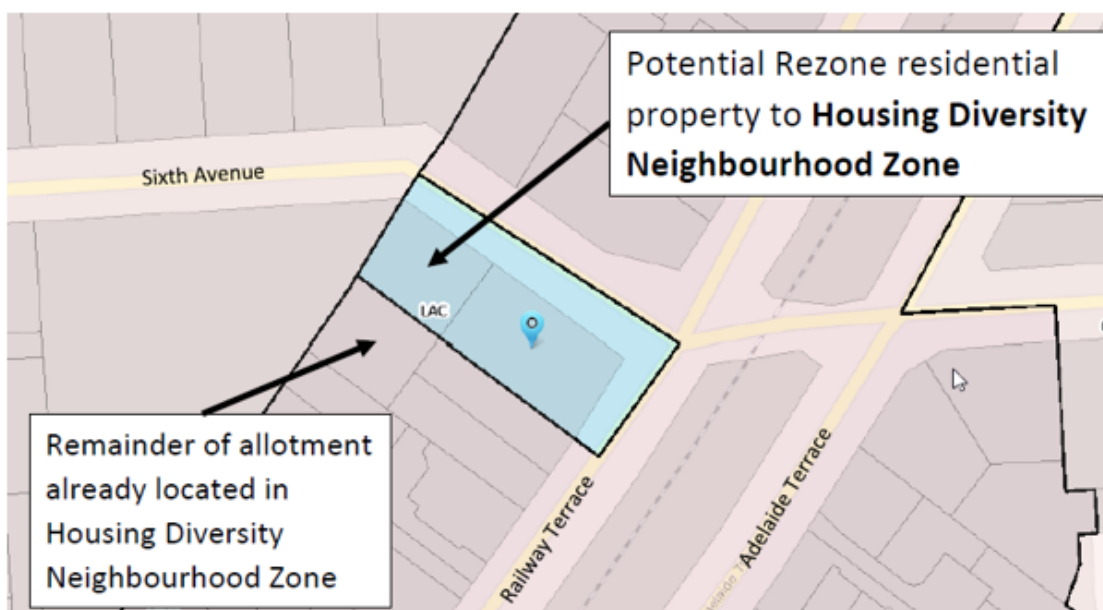 Potential Rezone residential
property to Housing Diversity
Neighbourhood Zone
Sixth Avenue
LAC
Remainder of allotment
already located in
Housing Diversity
Neighbourhood Zone
Railway Terrace
Adelaide Terrace